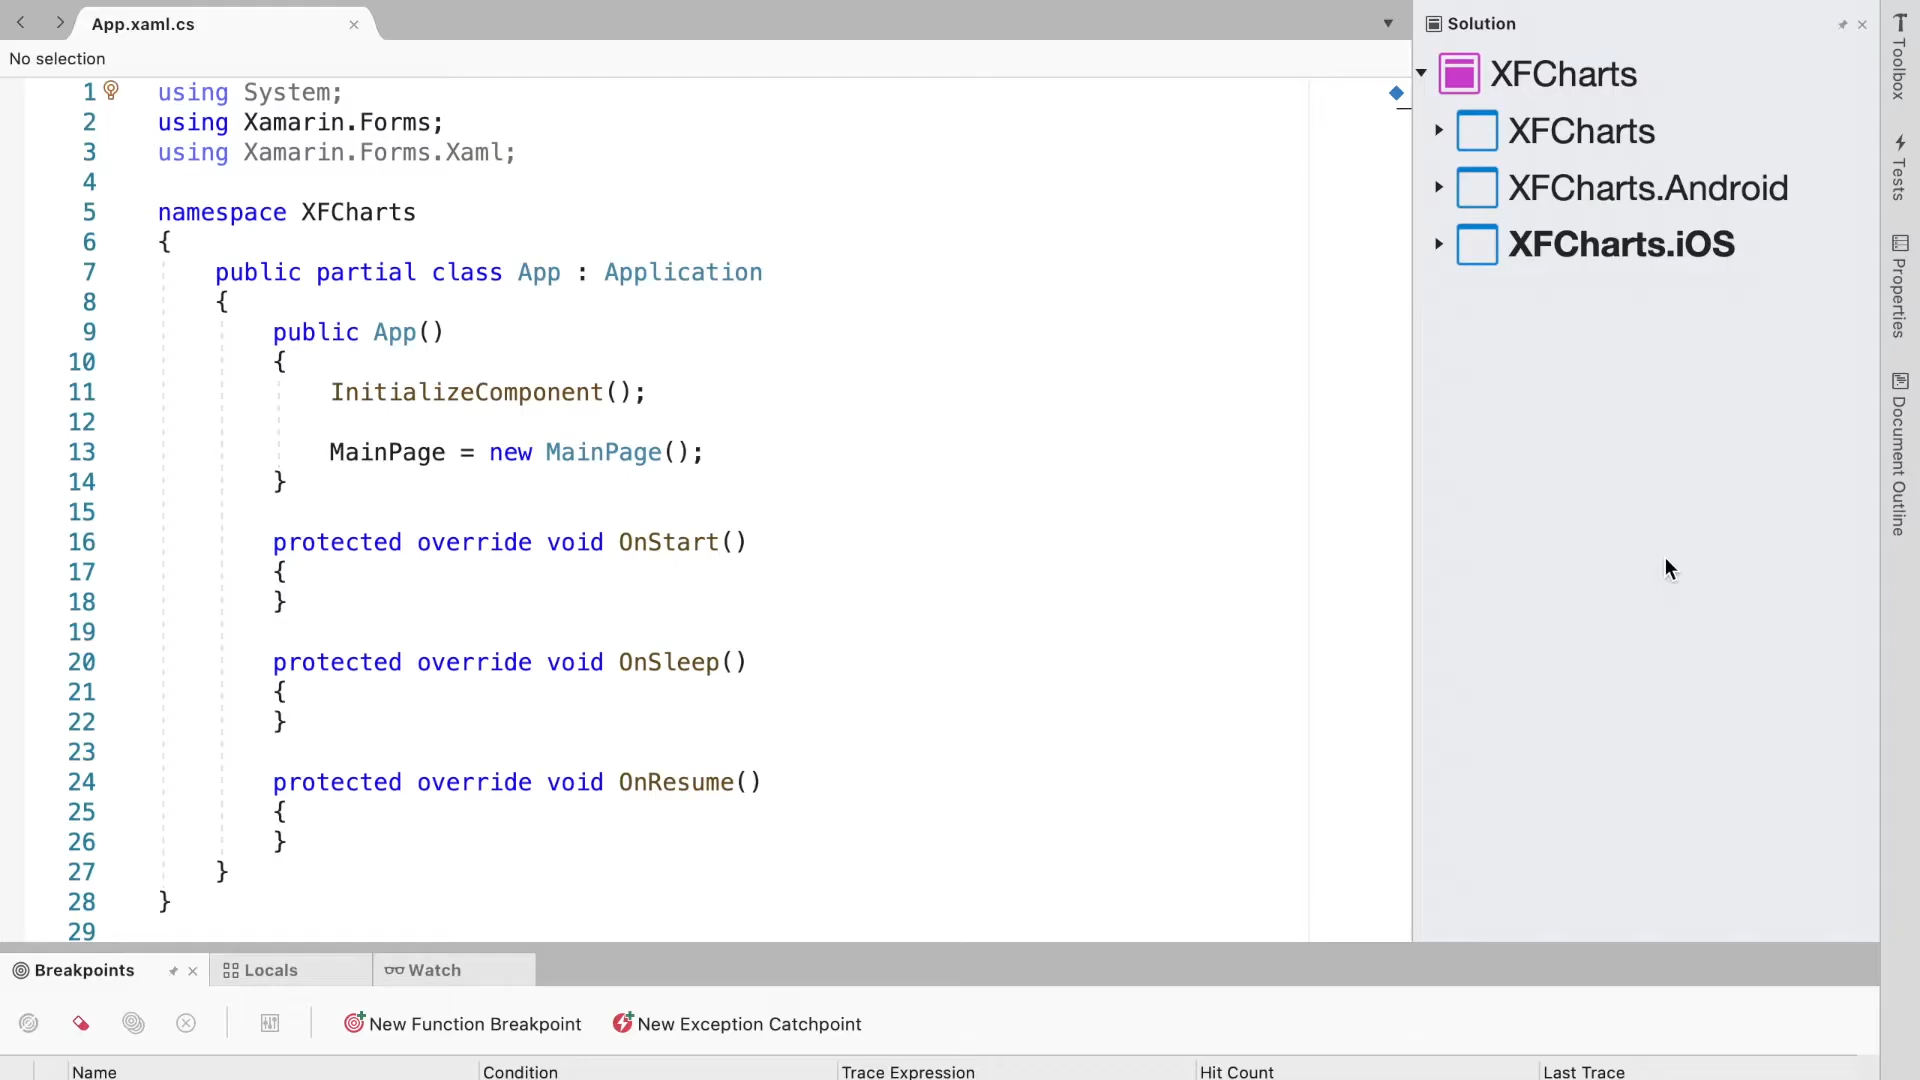 App.xaml.cs
No selection
1 using System;
2 using Xamarin.Forms;
3 using Xamarin.Forms.Xaml;
4
5 namespace XFCharts
6 {
7 public partial class App : Application
8 {
9 public App()
10 {
11 InitializeComponent();
12
13 MainPage = new MainPage();
14 }
15
16 protected override void OnStart()
17 {
18 }
19
20 protected override void OnSleep()
21 {
22 }
23
24 protected override void OnResume()
25 {
26 }
27 }
28 }
29
Solution
XFCharts
XFCharts
XFCharts.Android
XFCharts.iOS
Toolbox
Tests
Properties
Document Outline
Breakpoints Locals Watch
New Function Breakpoint New Exception Catchpoint
Name Condition Trace Expression Hit Count Last Trace